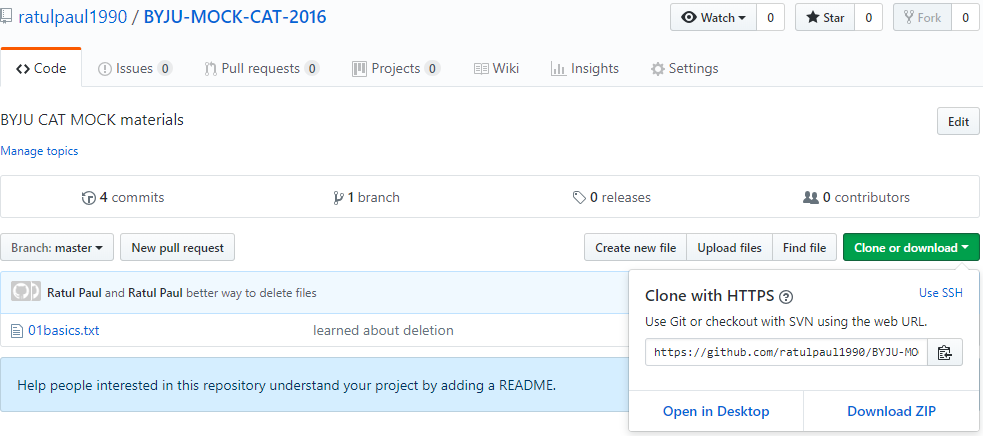 ratulpaul1990 / BYJU-MOCK-CAT-2016
Watch 0 Star 0 Fork 0
Code Issues 0 Pull requests 0 Projects 0 Wiki Insights Settings
BYJU CAT MOCK materials
Edit
Manage topics
4 commits 1 branch 0 releases 0 contributors
Branch: master New pull request Create new file Upload files Find file Clone or download
Ratul Paul and Ratul Paul better way to delete files
01basics.txt learned about deletion
Help people interested in this repository understand your project by adding a README.
Clone with HTTPS ? Use SSH
Use Git or checkout with SVN using the web URL.
https://github.com/ratulpaul1990/BYJU-MO
Open in Desktop Download ZIP